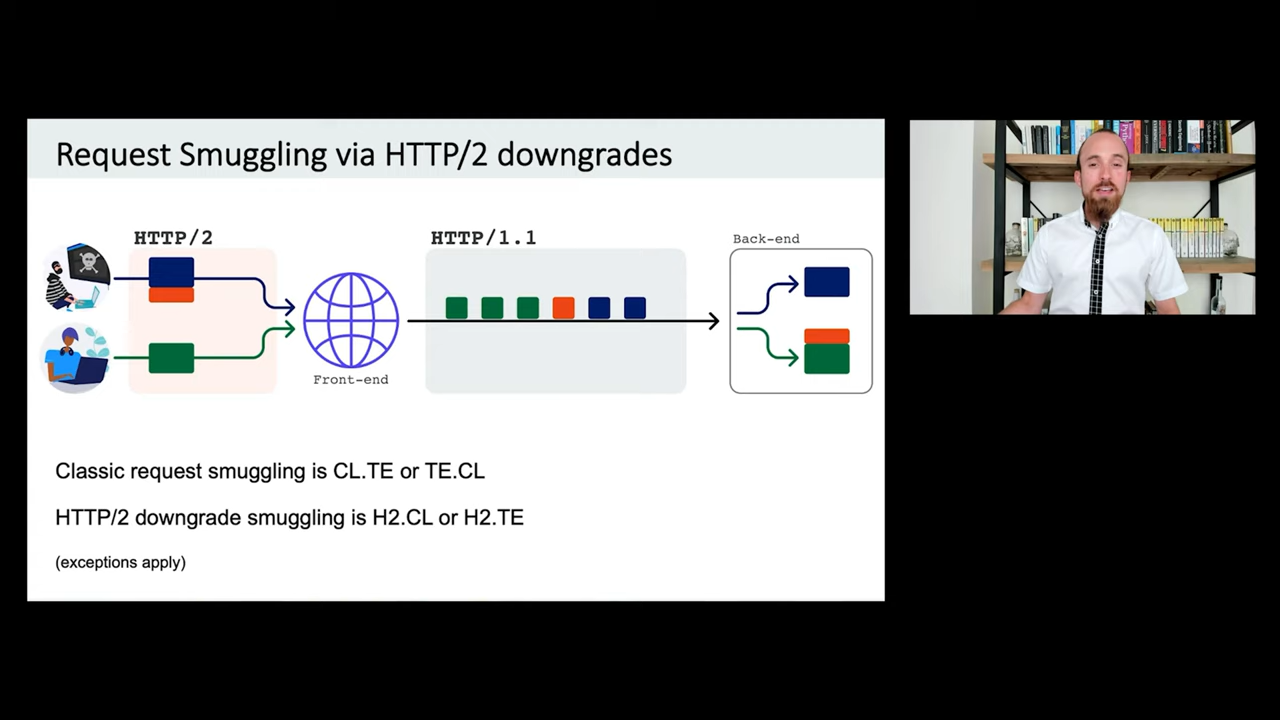 Request Smuggling via HTTP/2 downgrades
HTTP/2
HTTP/1.1
Back-end
Front-end
Classic request smuggling is CL.TE or TE.CL
HTTP/2 downgrade smuggling is H2.CL or H2.TE
(exceptions apply)